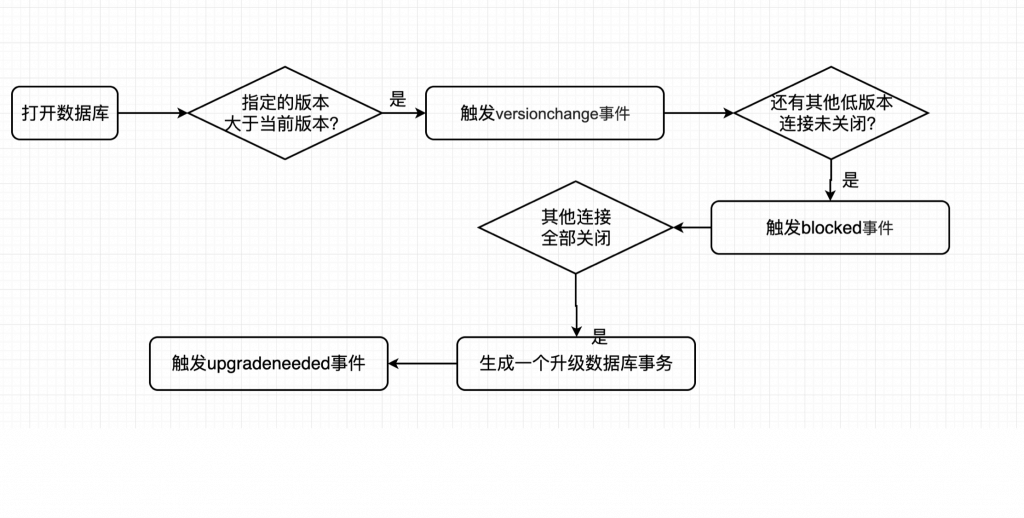 打开数据库
指定的版本
大于当前版本?
是
触发versionchange事件
还有其他低版本
连接未关闭?
是
触发blocked事件
其他连接
全部关闭
是
生成一个升级数据库事务
触发upgradeneeded事件